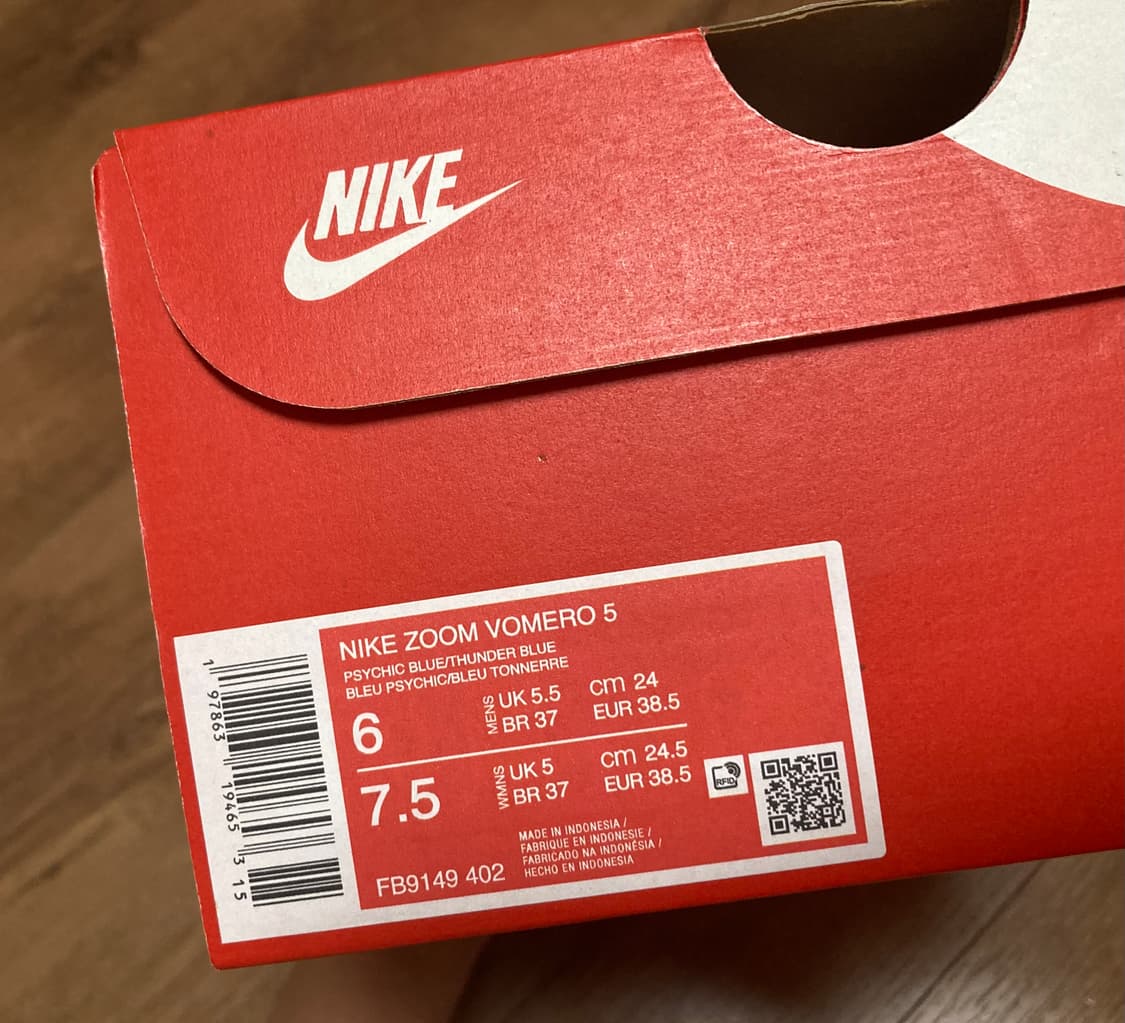 NIKE
NIKE ZOOM VOMERO 5
PSYCHIC BLUE/THUNDER BLUE
BLEU PSYCHIC/BLEU TONNERRE
6
MENS
UK 5.5
BR 37
cm 24
EUR 38.5
7.5
WMNS
UK 5
BR 37
cm 24.5
EUR 38.5
RFID
MADE IN INDONESIA /
FABRIQUE EN INDONESIE /
FABRICADO NA INDONÉSIA /
HECHO EN INDONESIA
FB9149 402
1 97863 19465 3 15